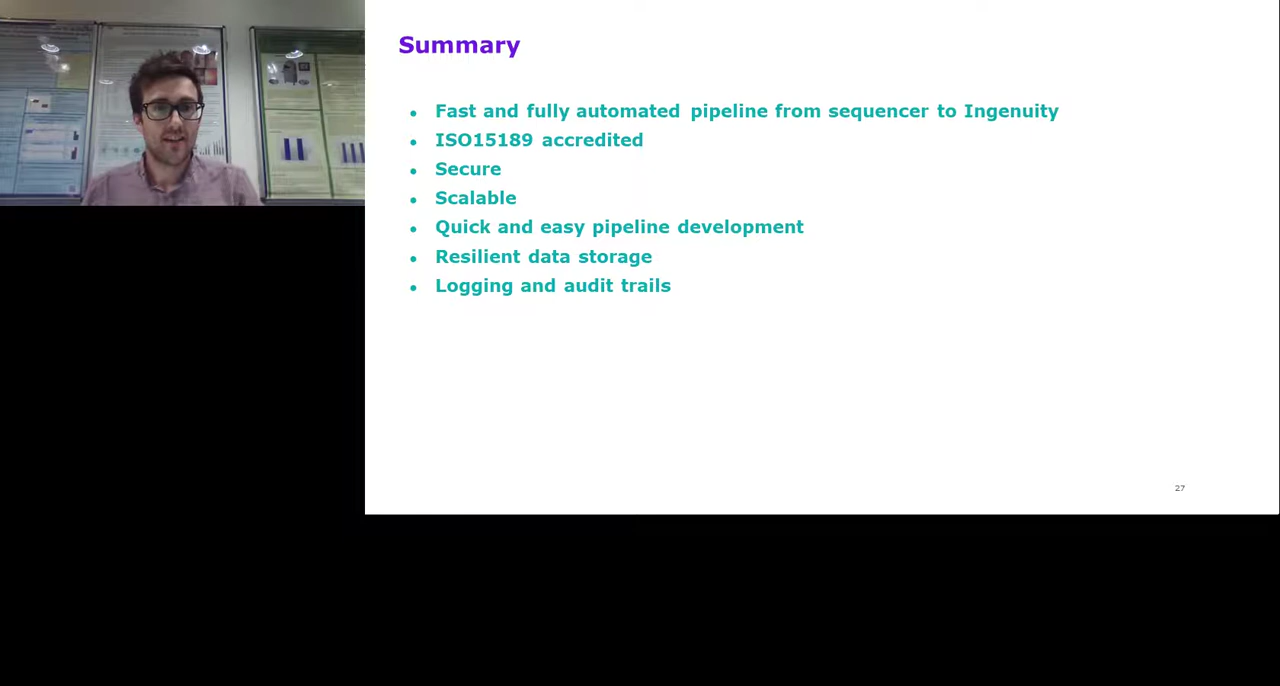 Summary
• Fast and fully automated pipeline from sequencer to Ingenuity
• ISO15189 accredited
• Secure
• Scalable
• Quick and easy pipeline development
• Resilient data storage
• Logging and audit trails
27